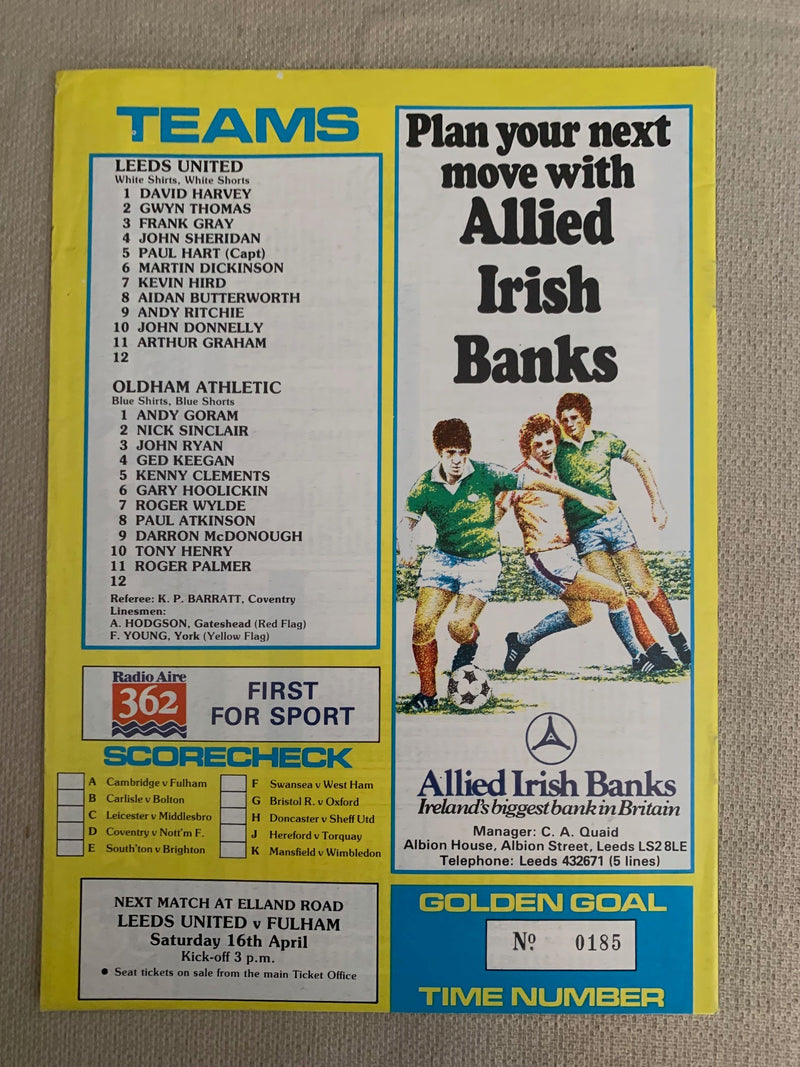 TEAMS
LEEDS UNITED
White Shirts, White Shorts
1 DAVID HARVEY
2 GWYN THOMAS
3 FRANK GRAY
4 JOHN SHERIDAN
5 PAUL HART (Capt)
6 MARTIN DICKINSON
7 KEVIN HIRD
8 AIDAN BUTTERWORTH
9 ANDY RITCHIE
10 JOHN DONNELLY
11 ARTHUR GRAHAM
12
OLDHAM ATHLETIC
Blue Shirts, Blue Shorts
1 ANDY GORAM
2 NICK SINCLAIR
3 JOHN RYAN
4 GED KEEGAN
5 KENNY CLEMENTS
6 GARY HOOLICKIN
7 ROGER WYLDE
8 PAUL ATKINSON
9 DARRON McDONOUGH
10 TONY HENRY
11 ROGER PALMER
12
Referee: K. P. BARRATT, Coventry
Linesmen:
A. HODGSON, Gateshead (Red Flag)
F. YOUNG, York (Yellow Flag)
Radio Aire
362
FIRST
FOR SPORT
SCORECHECK
A Cambridge v Fulham
B Carlisle v Bolton
C Leicester v Middlesbro
D Coventry v Nott'm F.
E South'ton v Brighton
F Swansea v West Ham
G Bristol R. v Oxford
H Doncaster v Sheff Utd
J Hereford v Torquay
K Mansfield v Wimbledon
NEXT MATCH AT ELLAND ROAD
LEEDS UNITED v FULHAM
Saturday 16th April
Kick-off 3 p.m.
• Seat tickets on sale from the main Ticket Office
Plan your next
move with
Allied
Irish
Banks
A
Allied Irish Banks
Ireland's biggest bank in Britain
Manager: C. A. Quaid
Albion House, Albion Street, Leeds LS2 8LE
Telephone: Leeds 432671 (5 lines)
GOLDEN GOAL
Nº 0185
TIME NUMBER